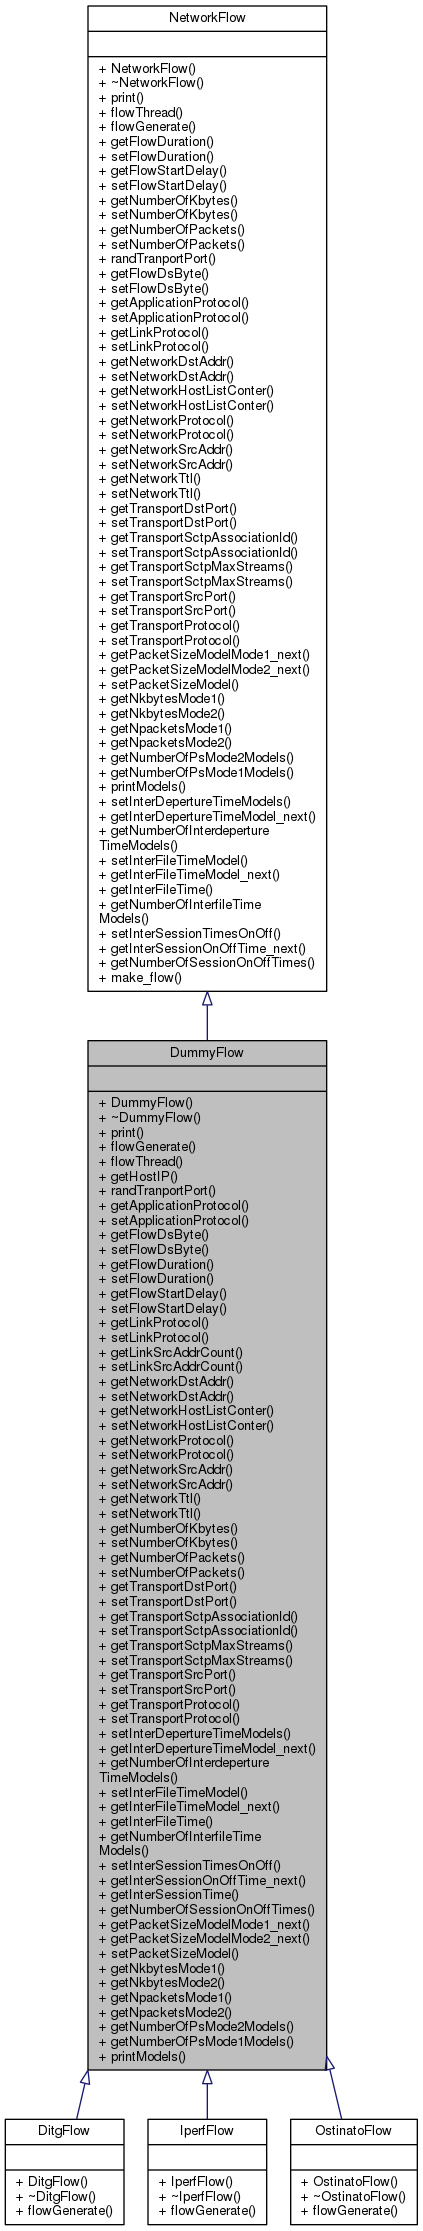 NetworkFlow
+ NetworkFlow()
+ ~NetworkFlow()
+ print()
+ flowThread()
+ flowGenerate()
+ getFlowDuration()
+ setFlowDuration()
+ getFlowStartDelay()
+ setFlowStartDelay()
+ getNumberOfKbytes()
+ setNumberOfKbytes()
+ getNumberOfPackets()
+ setNumberOfPackets()
+ randTranportPort()
+ getFlowDsByte()
+ setFlowDsByte()
+ getApplicationProtocol()
+ setApplicationProtocol()
+ getLinkProtocol()
+ setLinkProtocol()
+ getNetworkDstAddr()
+ setNetworkDstAddr()
+ getNetworkHostListConter()
+ setNetworkHostListConter()
+ getNetworkProtocol()
+ setNetworkProtocol()
+ getNetworkSrcAddr()
+ setNetworkSrcAddr()
+ getNetworkTtl()
+ setNetworkTtl()
+ getTransportDstPort()
+ setTransportDstPort()
+ getTransportSctpAssociationId()
+ setTransportSctpAssociationId()
+ getTransportSctpMaxStreams()
+ setTransportSctpMaxStreams()
+ getTransportSrcPort()
+ setTransportSrcPort()
+ getTransportProtocol()
+ setTransportProtocol()
+ getPacketSizeModelMode1_next()
+ getPacketSizeModelMode2_next()
+ setPacketSizeModel()
+ getNkbytesMode1()
+ getNkbytesMode2()
+ getNpacketsMode1()
+ getNpacketsMode2()
+ getNumberOfPsMode2Models()
+ getNumberOfPsMode1Models()
+ printModels()
+ setInterDepertureTimeModels()
+ getInterDepertureTimeModel_next()
+ getNumberOfInterdeperture
TimeModels()
+ setInterFileTimeModel()
+ getInterFileTimeModel_next()
+ getInterFileTime()
+ getNumberOfInterfileTime
Models()
+ setInterSessionTimesOnOff()
+ getInterSessionOnOffTime_next()
+ getNumberOfSessionOnOffTimes()
+ make_flow()
DummyFlow
+ DummyFlow()
+ ~DummyFlow()
+ print()
+ flowGenerate()
+ flowThread()
+ getHostIP()
+ randTranportPort()
+ getApplicationProtocol()
+ setApplicationProtocol()
+ getFlowDsByte()
+ setFlowDsByte()
+ getFlowDuration()
+ setFlowDuration()
+ getFlowStartDelay()
+ setFlowStartDelay()
+ getLinkProtocol()
+ setLinkProtocol()
+ getLinkSrcAddrCount()
+ setLinkSrcAddrCount()
+ getNetworkDstAddr()
+ setNetworkDstAddr()
+ getNetworkHostListConter()
+ setNetworkHostListConter()
+ getNetworkProtocol()
+ setNetworkProtocol()
+ getNetworkSrcAddr()
+ setNetworkSrcAddr()
+ getNetworkTtl()
+ setNetworkTtl()
+ getNumberOfKbytes()
+ setNumberOfKbytes()
+ getNumberOfPackets()
+ setNumberOfPackets()
+ getTransportDstPort()
+ setTransportDstPort()
+ getTransportSctpAssociationId()
+ setTransportSctpAssociationId()
+ getTransportSctpMaxStreams()
+ setTransportSctpMaxStreams()
+ getTransportSrcPort()
+ setTransportSrcPort()
+ getTransportProtocol()
+ setTransportProtocol()
+ setInterDepertureTimeModels()
+ getInterDepertureTimeModel_next()
+ getNumberOfInterdeperture
TimeModels()
+ setInterFileTimeModel()
+ getInterFileTimeModel_next()
+ getInterFileTime()
+ getNumberOfInterfileTime
Models()
+ setInterSessionTimesOnOff()
+ getInterSessionOnOffTime_next()
+ getInterSessionTime()
+ getNumberOfSessionOnOffTimes()
+ getPacketSizeModelMode1_next()
+ getPacketSizeModelMode2_next()
+ setPacketSizeModel()
+ getNkbytesMode1()
+ getNkbytesMode2()
+ getNpacketsMode1()
+ getNpacketsMode2()
+ getNumberOfPsMode2Models()
+ getNumberOfPsMode1Models()
+ printModels()
DitgFlow
+ DitgFlow()
+ ~DitgFlow()
+ flowGenerate()
IperfFlow
+ IperfFlow()
+ ~IperfFlow()
+ flowGenerate()
OstinatoFlow
+ OstinatoFlow()
+ ~OstinatoFlow()
+ flowGenerate()